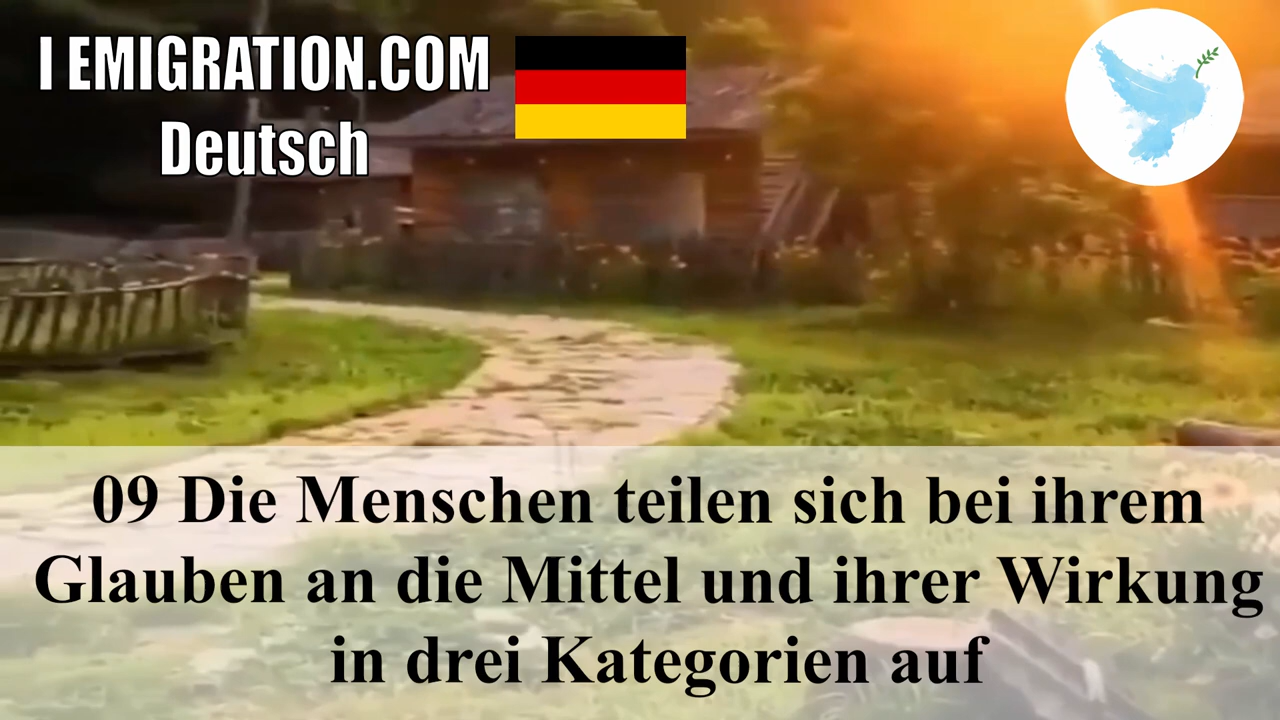 I EMIGRATION.COM
Deutsch
09 Die Menschen teilen sich bei ihrem
Glauben an die Mittel und ihrer Wirkung
in drei Kategorien auf